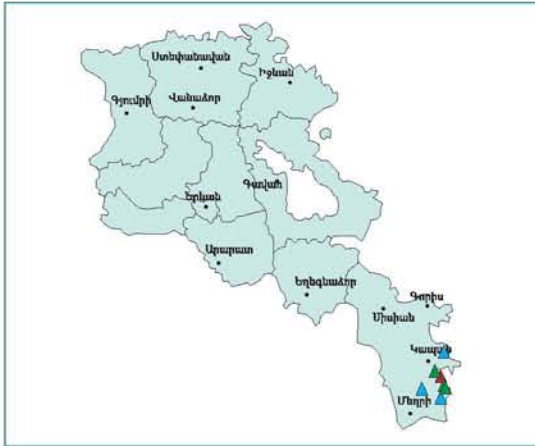 Ստեփանավան
Իջևան
Գյումրի
Վանաձոր
Գավառ
Երևան
Արարատ
Եղեգնաձոր
Գորիս
Սիսիան
Կապան
Մեղրի